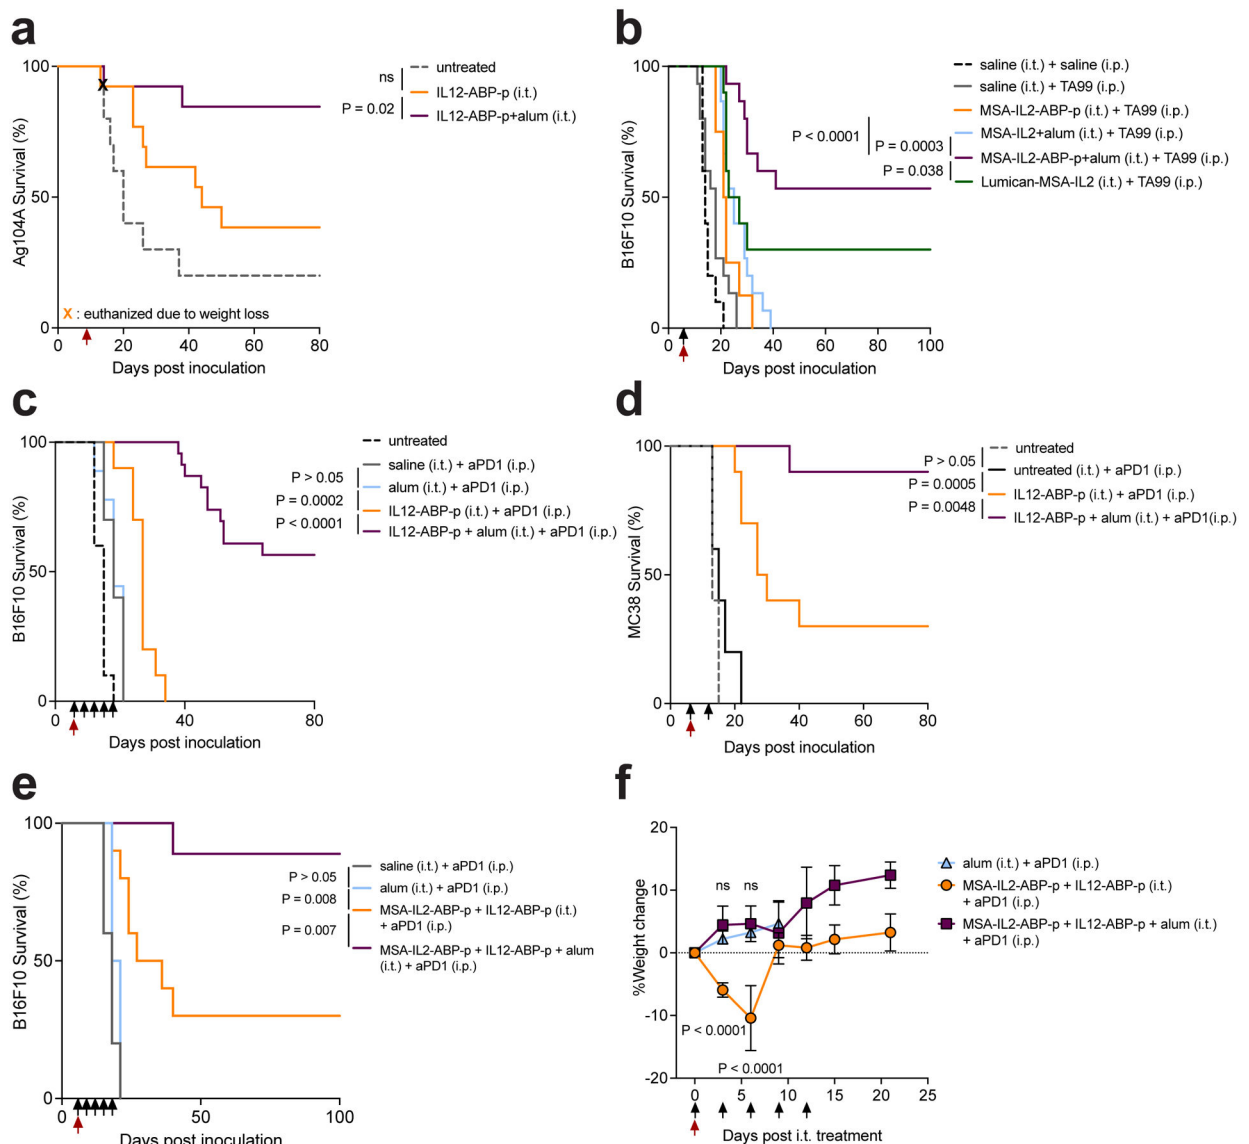 a
100
50
0
Ag104A Survival (%)
0 20 40 60 80
Days post inoculation
X
X : euthanized due to weight loss
ns
P = 0.02
untreated
IL12-ABP-p (i.t.)
IL12-ABP-p+alum (i.t.)
b
100
50
0
B16F10 Survival (%)
0 20 40 60 80 100
Days post inoculation
P < 0.0001
P = 0.0003
P = 0.038
saline (i.t.) + saline (i.p.)
saline (i.t.) + TA99 (i.p.)
MSA-IL2-ABP-p (i.t.) + TA99 (i.p.)
MSA-IL2+alum (i.t.) + TA99 (i.p.)
MSA-IL2-ABP-p+alum (i.t.) + TA99 (i.p.)
Lumican-MSA-IL2 (i.t.) + TA99 (i.p.)
c
100
50
0
B16F10 Survival (%)
0 40 80
Days post inoculation
P > 0.05
P = 0.0002
P < 0.0001
untreated
saline (i.t.) + aPD1 (i.p.)
alum (i.t.) + aPD1 (i.p.)
IL12-ABP-p (i.t.) + aPD1 (i.p.)
IL12-ABP-p + alum (i.t.) + aPD1 (i.p.)
d
100
50
0
MC38 Survival (%)
0 20 40 60 80
Days post inoculation
P > 0.05
P = 0.0005
P = 0.0048
untreated
untreated (i.t.) + aPD1 (i.p.)
IL12-ABP-p (i.t.) + aPD1 (i.p.)
IL12-ABP-p + alum (i.t.) + aPD1(i.p.)
e
100
50
0
B16F10 Survival (%)
0 50 100
Days post inoculation
P > 0.05
P = 0.008
P = 0.007
saline (i.t.) + aPD1 (i.p.)
alum (i.t.) + aPD1 (i.p.)
MSA-IL2-ABP-p + IL12-ABP-p (i.t.)
+ aPD1 (i.p.)
MSA-IL2-ABP-p + IL12-ABP-p + alum
(i.t.) + aPD1 (i.p.)
f
20
10
0
-10
-20
%Weight change
ns ns
P < 0.0001
P < 0.0001
0 5 10 15 20 25
Days post i.t. treatment
alum (i.t.) + aPD1 (i.p.)
MSA-IL2-ABP-p + IL12-ABP-p (i.t.)
+ aPD1 (i.p.)
MSA-IL2-ABP-p + IL12-ABP-p + alum (i.t.)
+ aPD1 (i.p.)